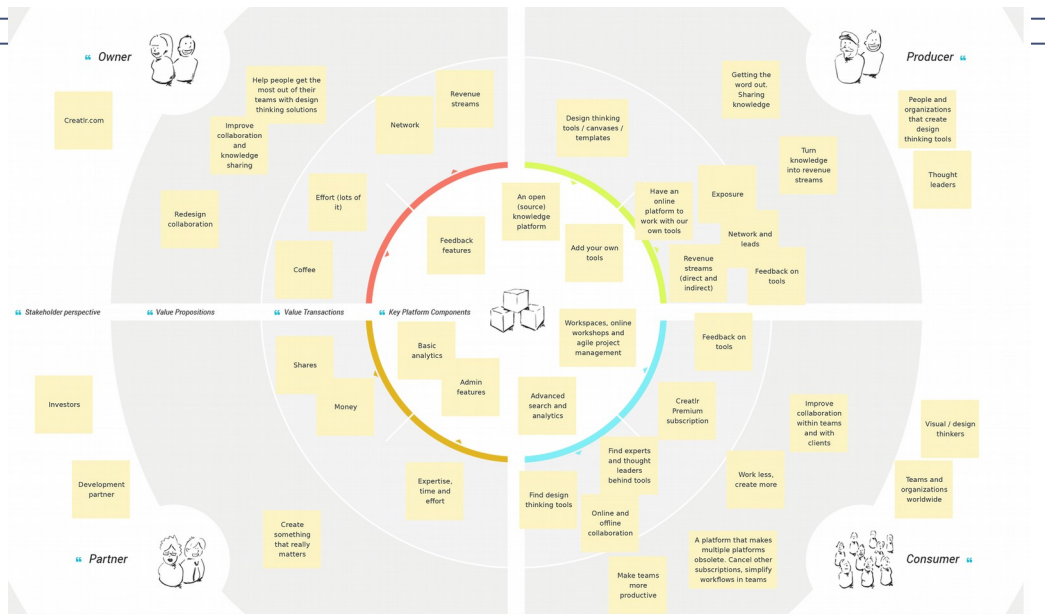 Owner
Creatlr.com
Help people get the
most out of their
teams with design
thinking solutions
Improve
collaboration
and
knowledge
sharing
Redesign
collaboration
Network
Revenue
streams
Effort (lots of
it)
Coffee
Feedback
features
Producer
Design thinking
tools / canvases /
templates
Getting the
word out.
Sharing
knowledge
People and
organizations
that create
design
thinking tools
Thought
leaders
Turn
knowledge
into revenue
streams
An open
(source)
knowledge
platform
Add your own
tools
Have an
online
platform to
work with our
own tools
Exposure
Network and
leads
Revenue
streams
(direct and
indirect)
Feedback on
tools
Stakeholder perspective
Value Propositions
Value Transactions
Key Platform Components
Investors
Development
partner
Shares
Money
Basic
analytics
Admin
features
Expertise,
time and
effort
Create
something
that really
matters
Partner
Workspaces, online
workshops and
agile project
management
Advanced
search and
analytics
Feedback on
tools
Creatlr
Premium
subscription
Improve
collaboration
within teams
and with
clients
Visual / design
thinkers
Teams and
organizations
worldwide
Find experts
and thought
leaders
behind tools
Find design
thinking tools
Online and
offline
collaboration
Work less,
create more
Make teams
more
productive
A platform that makes
multiple platforms
obsolete. Cancel other
subscriptions, simplify
workflows in teams
Consumer